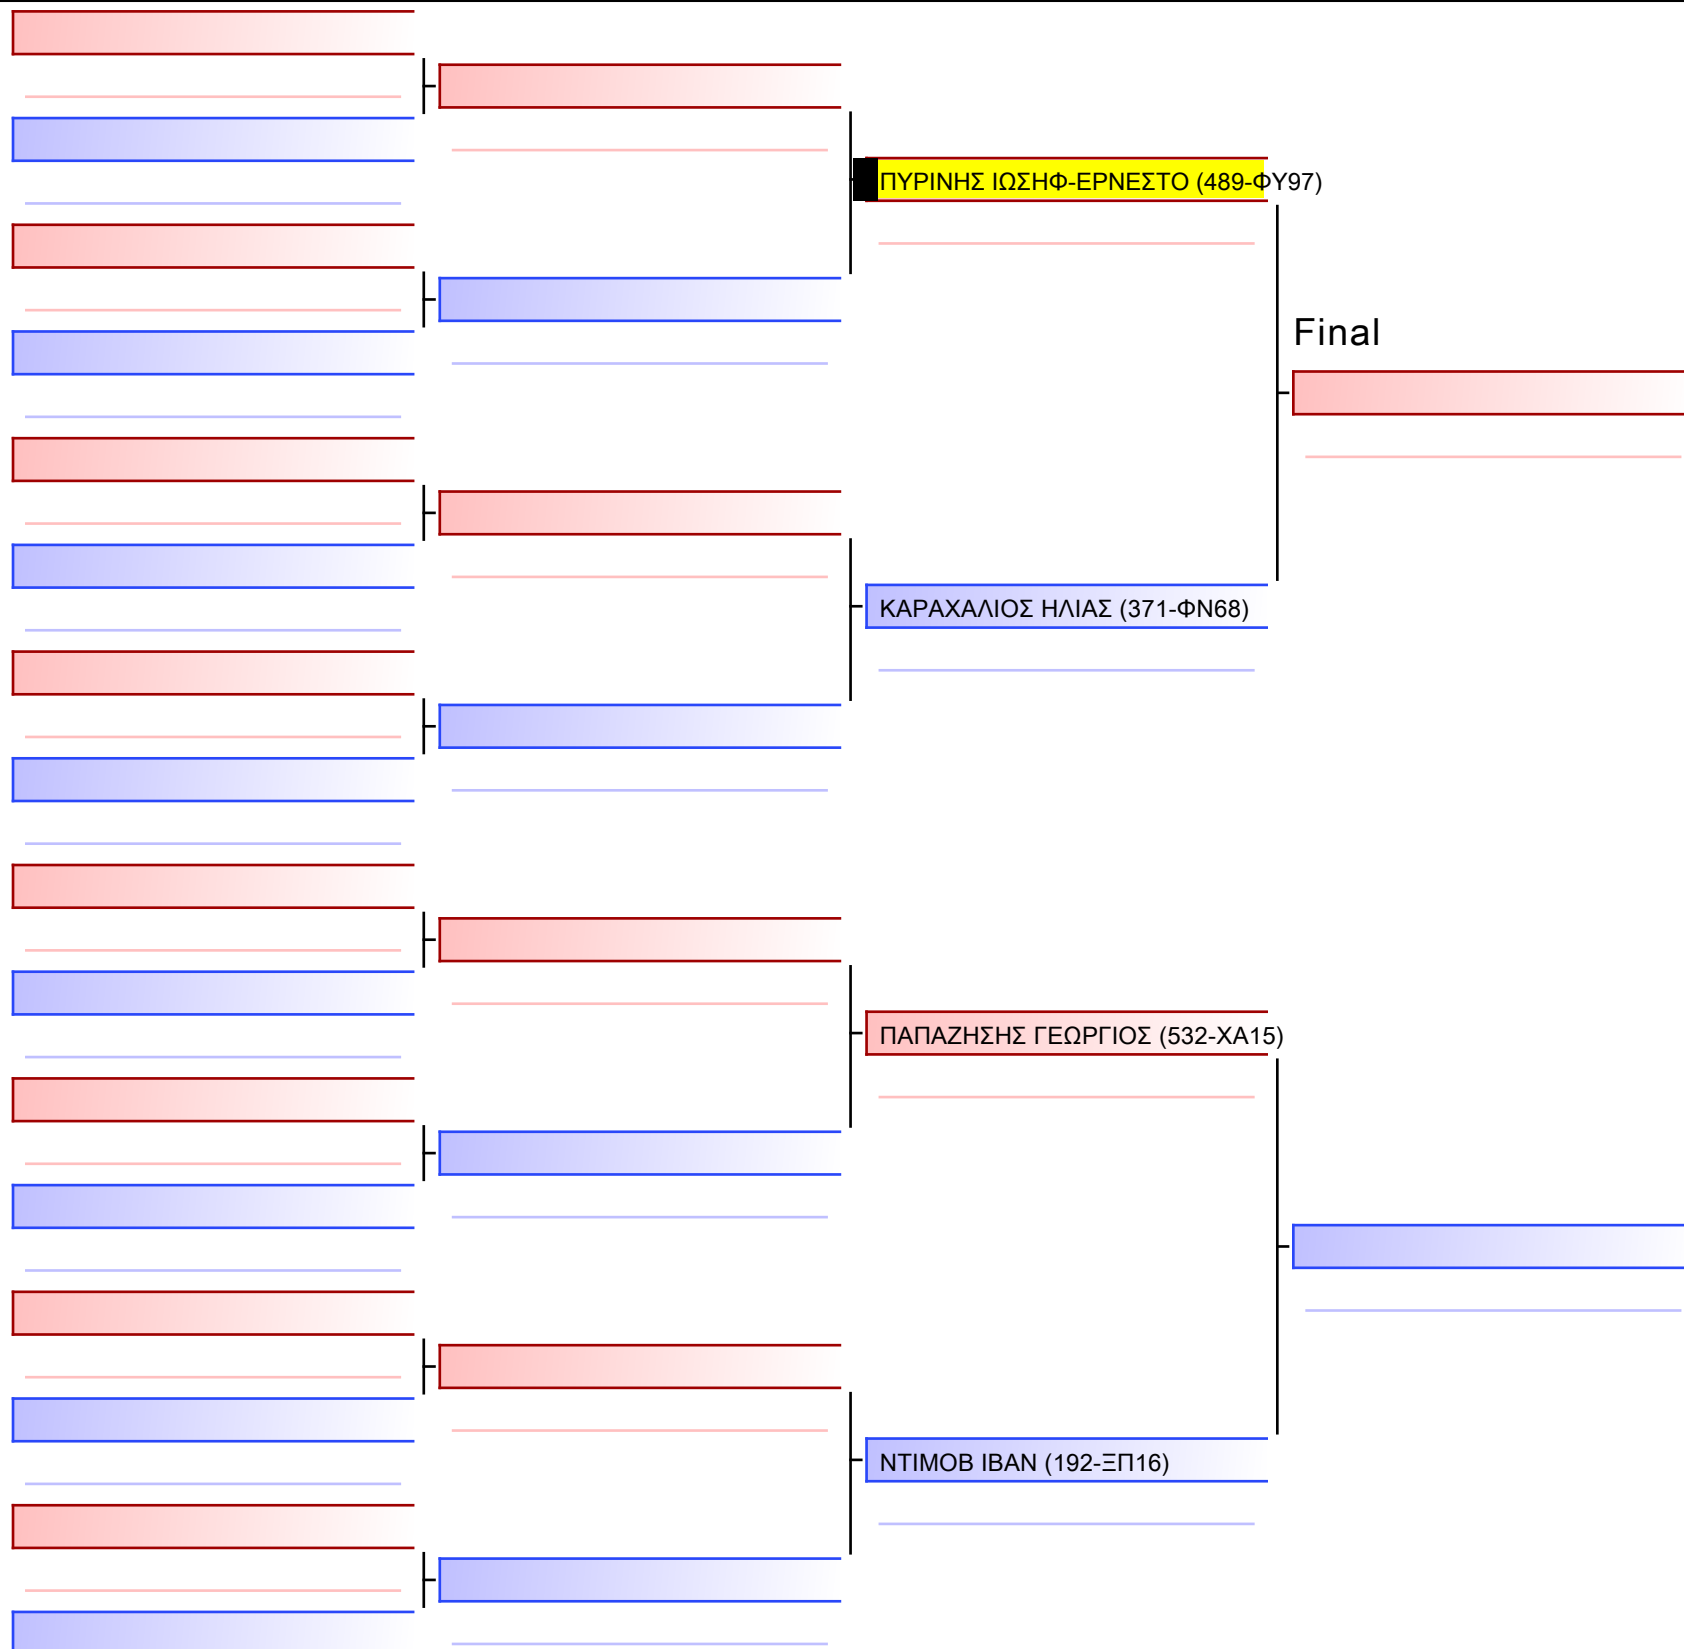 ΠΥΡΙΝΗΣ ΙΩΣΗΦ-ΕΡΝΕΣΤΟ (489-ΦΥ97)
Final
ΚΑΡΑΧΑΛΙΟΣ ΗΛΙΑΣ (371-ΦΝ68)
ΠΑΠΑΖΗΣΗΣ ΓΕΩΡΓΙΟΣ (532-ΧΑ15)
ΝΤΙΜΟΒ ΙΒΑΝ (192-ΞΠ16)